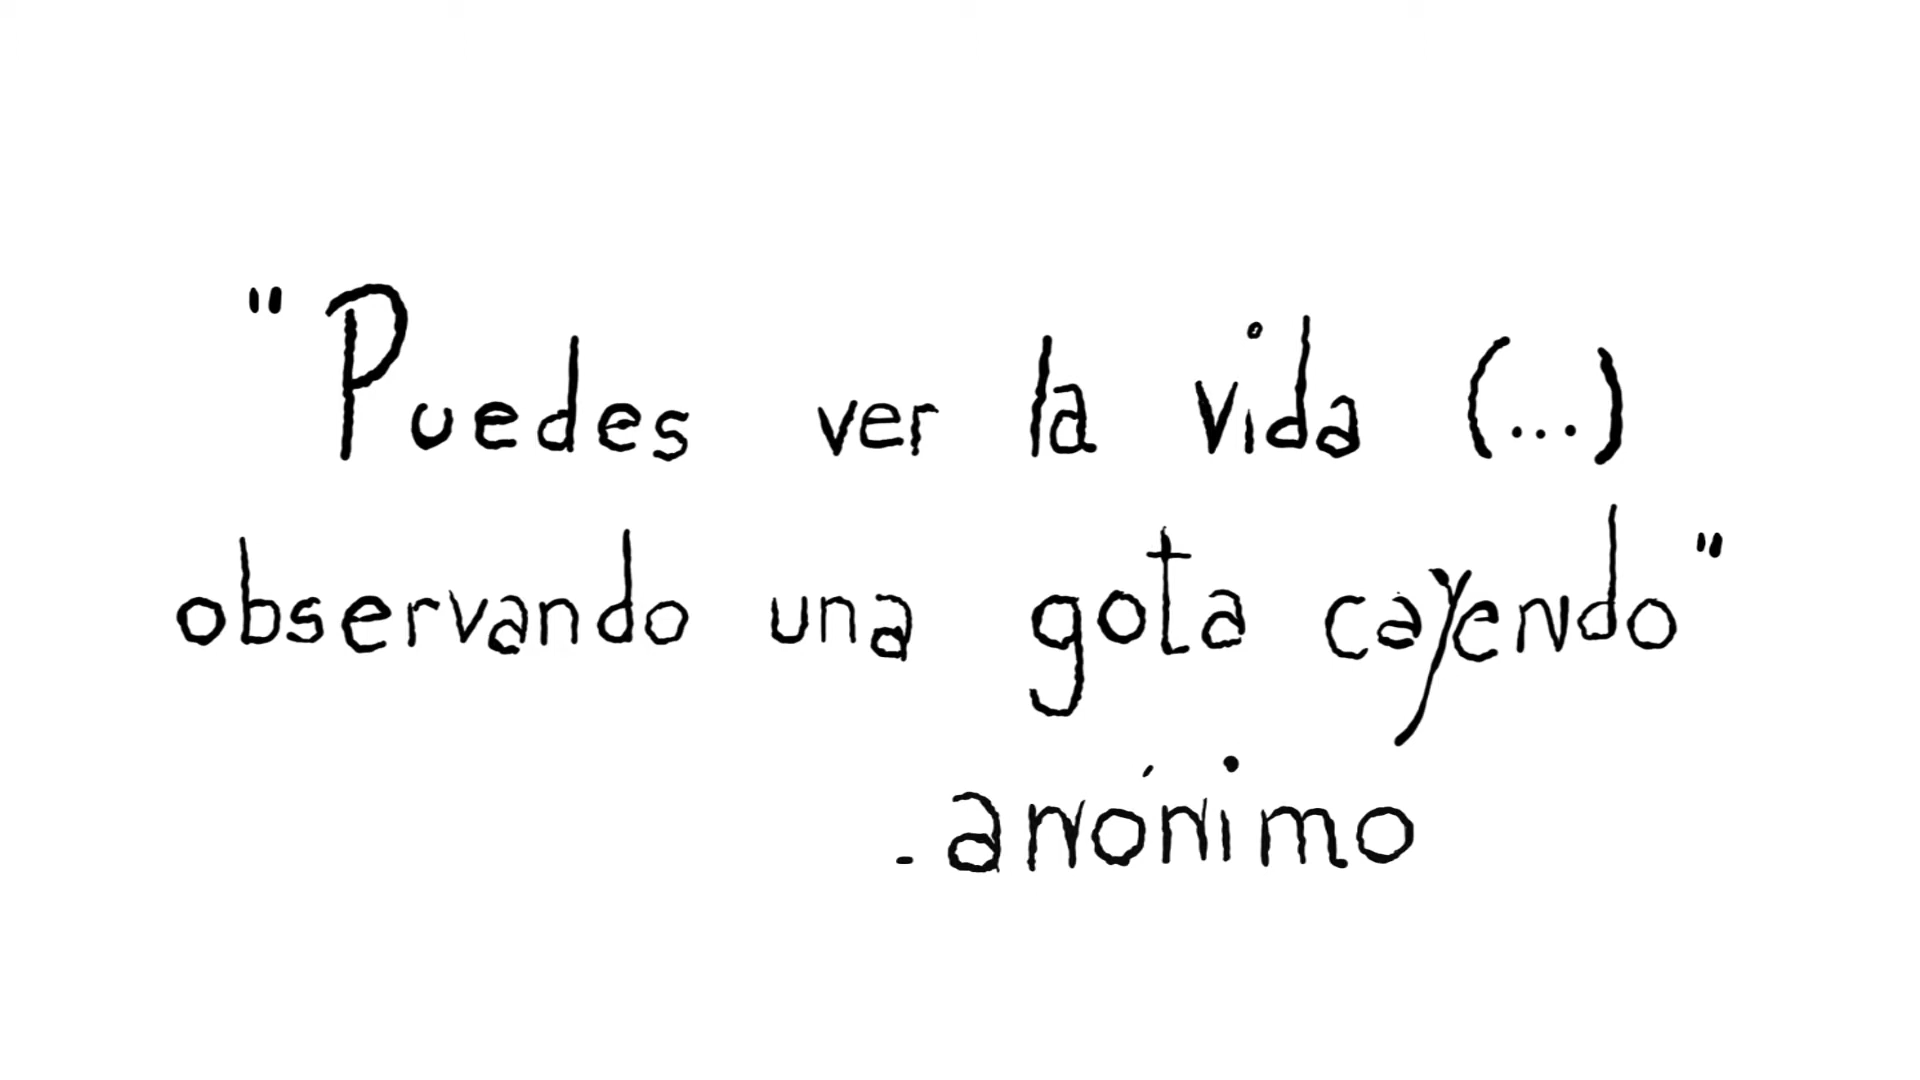 "Puedes ver la vida (...)
observando una gota cayendo"
- anónimo